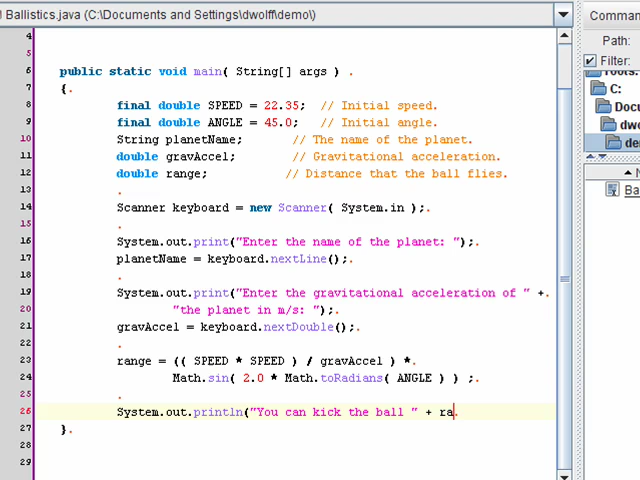 Ballistics.java (C:\Documents and Settings\dwolff\demo\)
Comman
4
Path:
5
Filter:
6 public static void main( String[] args ) .
7 {.
C:
8 final double SPEED = 22.35; // Initial speed.
Docu
9 final double ANGLE = 45.0; // Initial angle.
dwo
10 String planetName; // The name of the planet.
der
11 double gravAccel; // Gravitational acceleration.
12 double range; // Distance that the ball flies.
13 .
14 Scanner keyboard = new Scanner( System.in );.
Ba
15 .
16 System.out.print("Enter the name of the planet: ");.
17 planetName = keyboard.nextLine();.
18 .
19 System.out.print("Enter the gravitational acceleration of " +.
20 "the planet in m/s: ");.
21 gravAccel = keyboard.nextDouble();.
22 .
23 range = (( SPEED * SPEED ) / gravAccel ) *.
24 Math.sin( 2.0 * Math.toRadians( ANGLE ) ) ;.
25 .
26 System.out.println("You can kick the ball " + ra.
27 }.
28
29